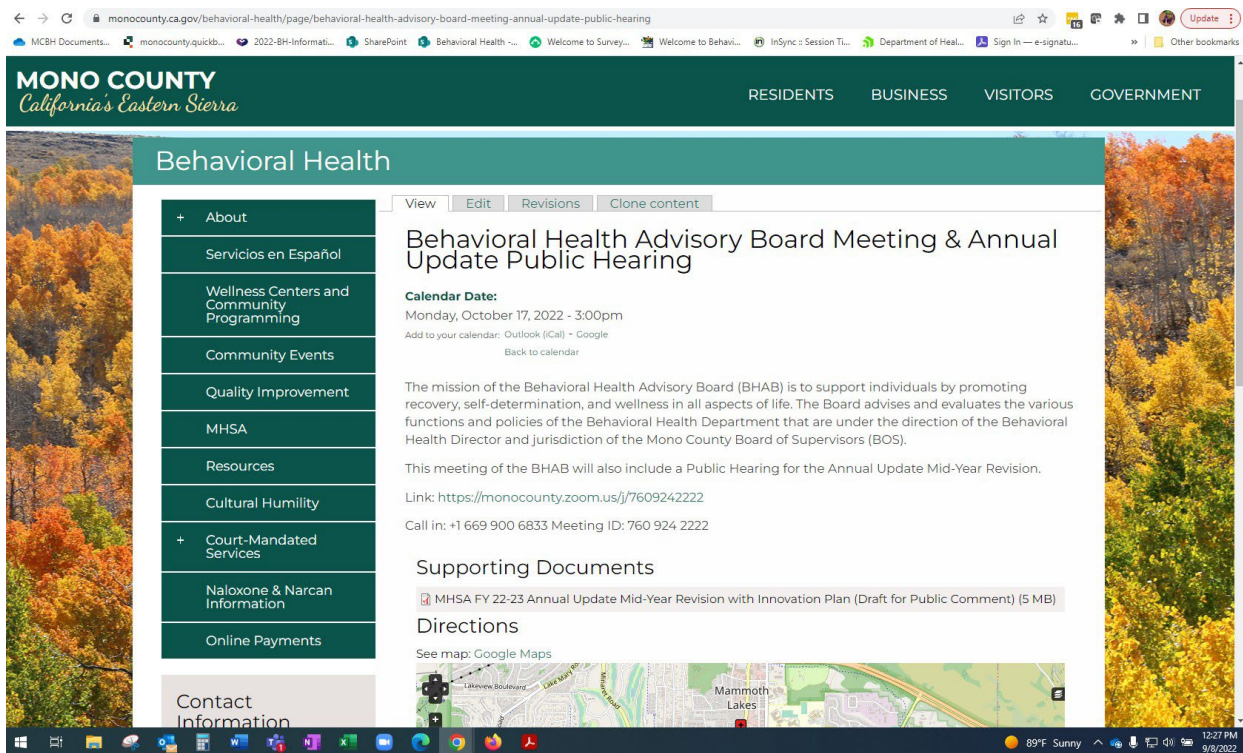 monocounty.ca.gov/behavioral-health/page/behavioral-health-advisory-board-meeting-annual-update-public-hearing
Update
MCBH Documents...
monocounty.quickb...
2022-BH-Informati...
SharePoint
Behavioral Health -...
Welcome to Survey...
Welcome to Behavi...
InSync :: Session Ti...
Department of Heal...
Sign In — e-signatu...
»
Other bookmarks
MONO COUNTY
California's Eastern Sierra
RESIDENTS BUSINESS VISITORS GOVERNMENT
Behavioral Health
+ About
Servicios en Español
Wellness Centers and
Community
Programming
Community Events
Quality Improvement
MHSA
Resources
Cultural Humility
+ Court-Mandated
Services
Naloxone & Narcan
Information
Online Payments
Contact
Information
View Edit Revisions Clone content
Behavioral Health Advisory Board Meeting & Annual
Update Public Hearing
Calendar Date:
Monday, October 17, 2022 - 3:00pm
Add to your calendar: Outlook (iCal) - Google
Back to calendar
The mission of the Behavioral Health Advisory Board (BHAB) is to support individuals by promoting
recovery, self-determination, and wellness in all aspects of life. The Board advises and evaluates the various
functions and policies of the Behavioral Health Department that are under the direction of the Behavioral
Health Director and jurisdiction of the Mono County Board of Supervisors (BOS).
This meeting of the BHAB will also include a Public Hearing for the Annual Update Mid-Year Revision.
Link: https://monocounty.zoom.us/j/7609242222
Call in: +1 669 900 6833 Meeting ID: 760 924 2222
Supporting Documents
MHSA FY 22-23 Annual Update Mid-Year Revision with Innovation Plan (Draft for Public Comment) (5 MB)
Directions
See map: Google Maps
Lakeview Boulevard
Lake Mary Road
Minaret Road
Mammoth
Lakes
89°F Sunny
12:27 PM
9/8/2022